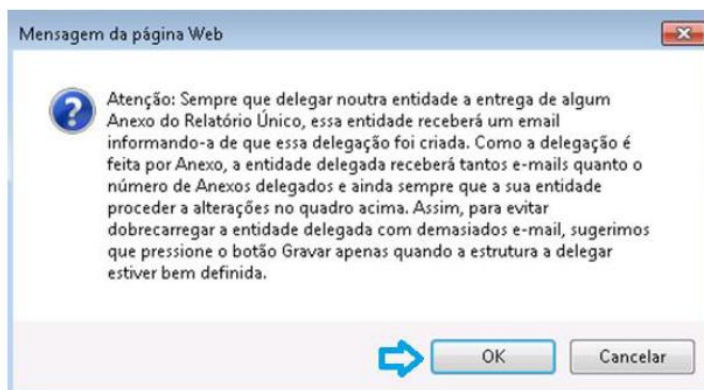 Mensagem da página Web
Atenção: Sempre que delegar noutra entidade a entrega de algum
Anexo do Relatório Único, essa entidade receberá um email
informando-a de que essa delegação foi criada. Como a delegação é
feita por Anexo, a entidade delegada receberá tantos e-mails quanto o
número de Anexos delegados e ainda sempre que a sua entidade
proceder a alterações no quadro acima. Assim, para evitar
dobrecarregar a entidade delegada com demasiados e-mail, sugerimos
que pressione o botão Gravar apenas quando a estrutura a delegar
estiver bem definida.
OK
Cancelar